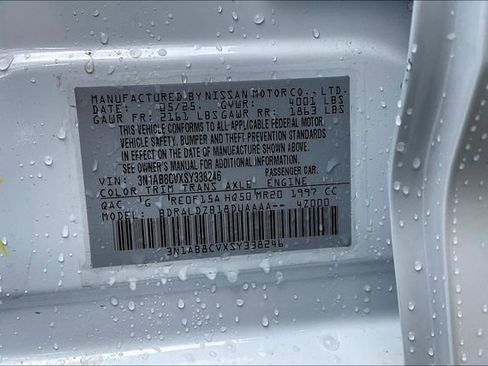 MANUFACTURED BY NISSAN MOTOR CO., LTD.
DATE: 05/25 GVWR: 4001 LBS
GAWR FR: 2161 LBS GAWR RR: 1863 LBS
THIS VEHICLE CONFORMS TO ALL APPLICABLE FEDERAL MOTOR
VEHICLE SAFETY, BUMPER AND THEFT PREVENTION STANDARDS
IN EFFECT ON THE DATE OF MANUFACTURE SHOWN ABOVE.
SEE OWNER'S MANUAL FOR ADDITIONAL INFORMATION.
VIN: 3N1AB8CVXSY338246 PASSENGER CAR
COLOR TRIM TRANS AXLE ENGINE
QAC G RE0F15A HQ50 MR20 1997 CC
MODEL: BDRALDZB18DUAAAA-- 4Z000
3N1AB8CVXSY338246